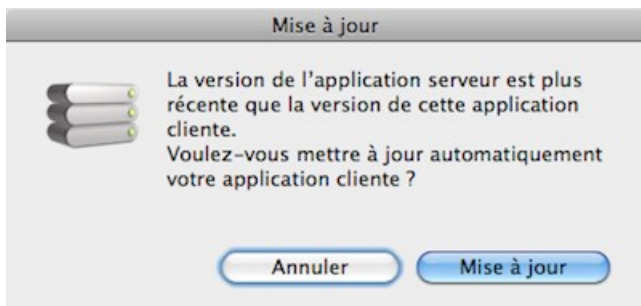 Mise à jour
La version de l'application serveur est plus
récente que la version de cette application
cliente.
Voulez-vous mettre à jour automatiquement
votre application cliente ?
Annuler
Mise à jour